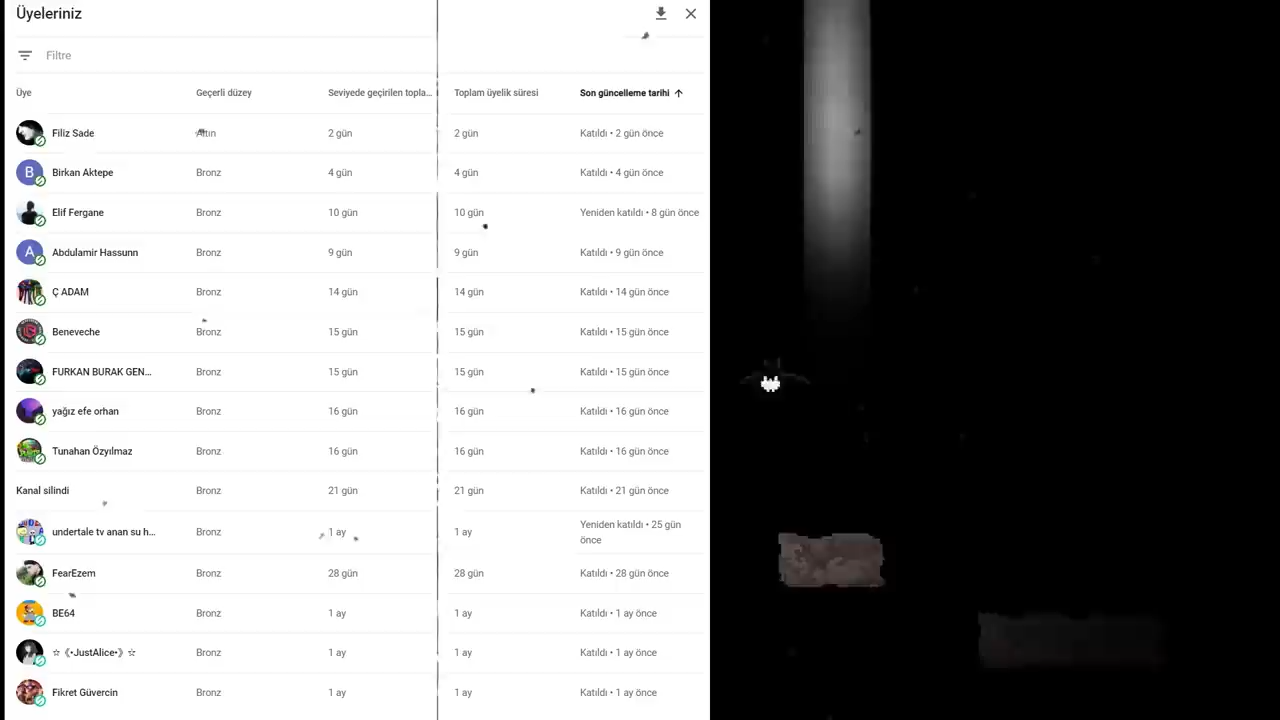 Üyeleriniz
Filtre
Üye Geçerli düzey Seviyede geçirilen topla... Toplam üyelik süresi Son güncelleme tarihi
Filiz Sade Altın 2 gün 2 gün Katıldı • 2 gün önce
Birkan Aktepe Bronz 4 gün 4 gün Katıldı • 4 gün önce
Elif Fergane Bronz 10 gün 10 gün Yeniden katıldı • 8 gün önce
Abdulamir Hassunn Bronz 9 gün 9 gün Katıldı • 9 gün önce
Ç ADAM Bronz 14 gün 14 gün Katıldı • 14 gün önce
Beneveche Bronz 15 gün 15 gün Katıldı • 15 gün önce
FURKAN BURAK GEN... Bronz 15 gün 15 gün Katıldı • 15 gün önce
yağız efe orhan Bronz 16 gün 16 gün Katıldı • 16 gün önce
Tunahan Özyılmaz Bronz 16 gün 16 gün Katıldı • 16 gün önce
Kanal silindi Bronz 21 gün 21 gün Katıldı • 21 gün önce
undertale tv anan su h... Bronz 1 ay 1 ay Yeniden katıldı • 25 gün
önce
FearEzem Bronz 28 gün 28 gün Katıldı • 28 gün önce
BE64 Bronz 1 ay 1 ay Katıldı • 1 ay önce
☆《•JustAlice•》☆ Bronz 1 ay 1 ay Katıldı • 1 ay önce
Fikret Güvercin Bronz 1 ay 1 ay Katıldı • 1 ay önce